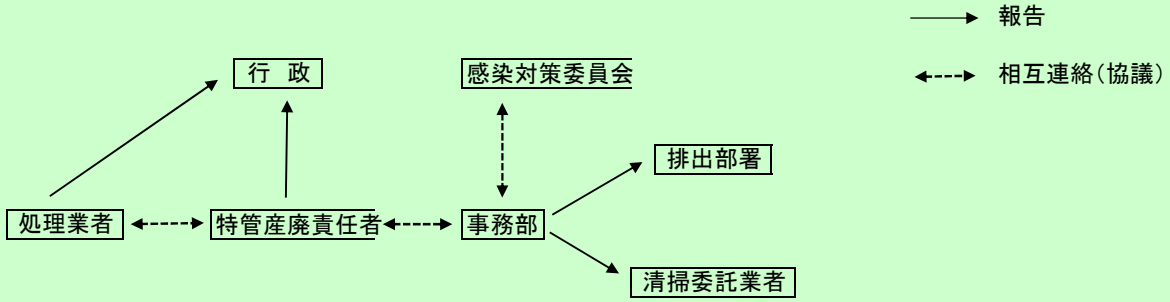 報告
行 政
感染対策委員会
相互連絡(協議)
排出部署
処理業者
特管産廃責任者
事務部
清掃委託業者